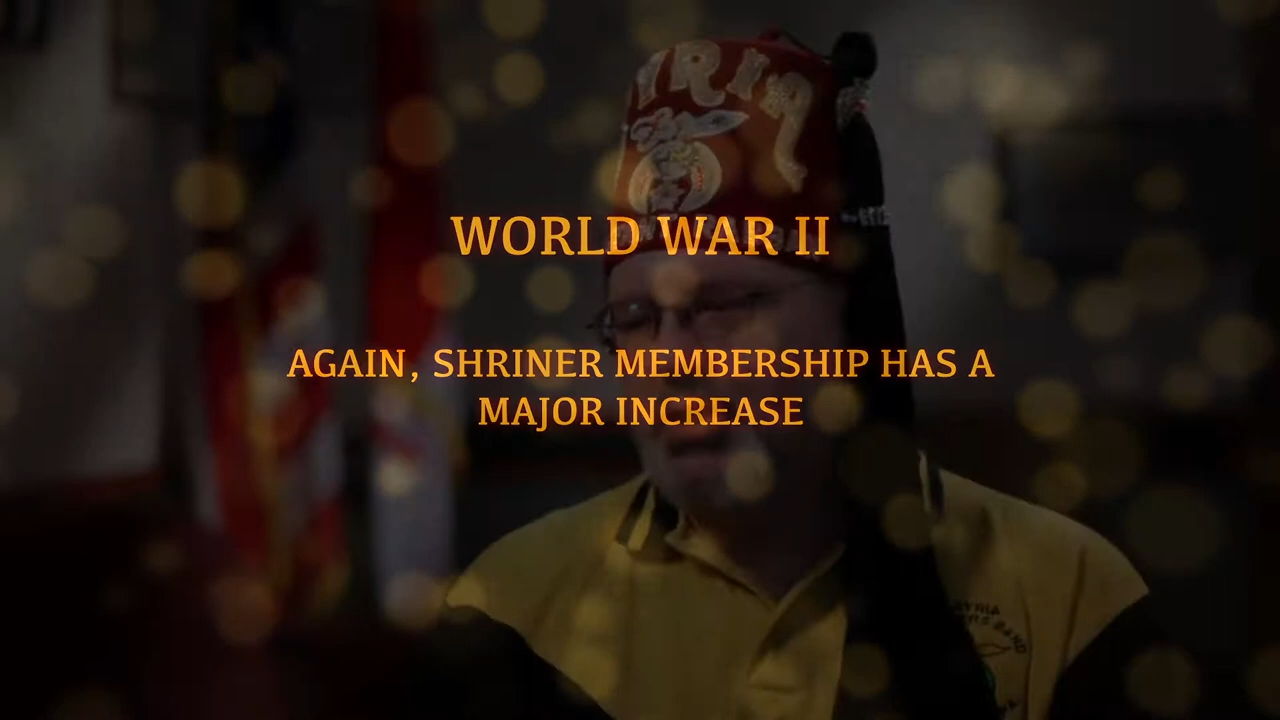 WORLD WAR II
AGAIN, SHRINER MEMBERSHIP HAS A
MAJOR INCREASE